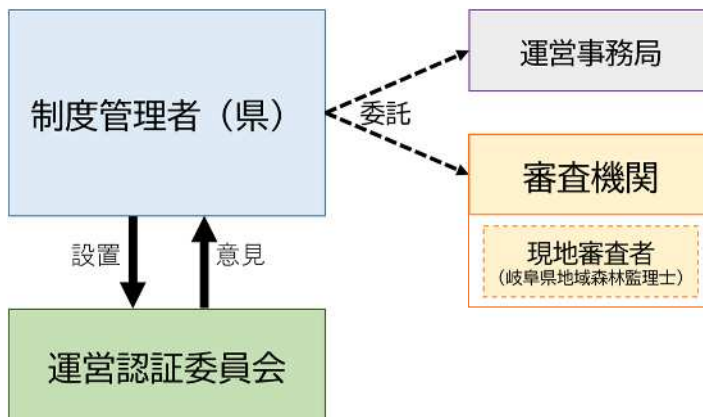 制度管理者（県）
運営事務局
委託
審査機関
現地審査者
（岐阜県地域森林監理士）
設置
意見
運営認証委員会